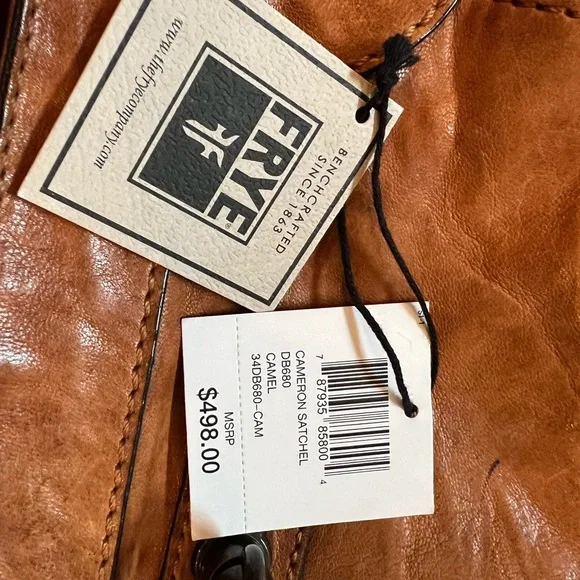 www.thefryecompany.com
FRYE®
BENCHCRAFTED
SINCE 1863
7 87935 85800 4
CAMERON SATCHEL
DB680
CAMEL
34DB680-CAM
MSRP
$498.00